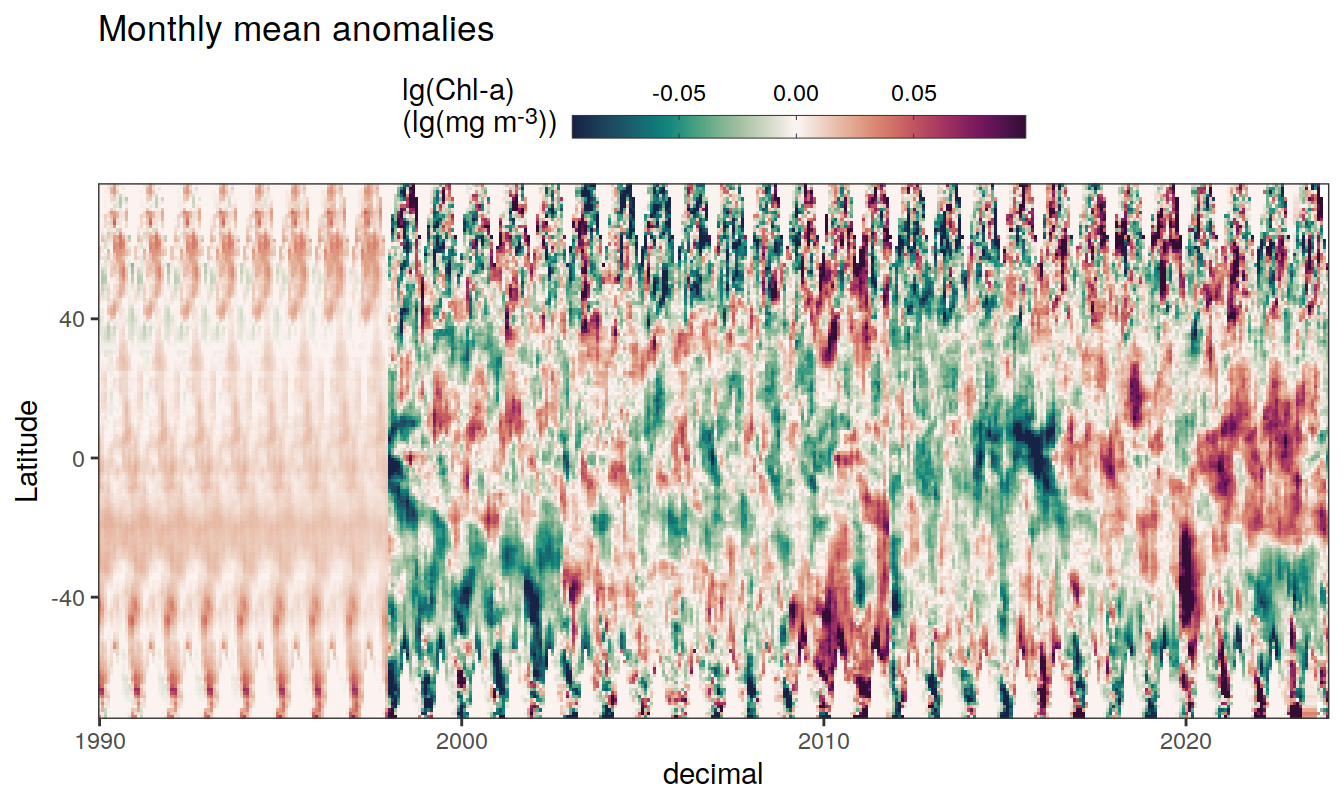 Monthly mean anomalies
lg(Chl-a)
(lg(mg m⁻³))
-0.05 0.00 0.05
Latitude
40
0
-40
1990 2000 2010 2020
decimal